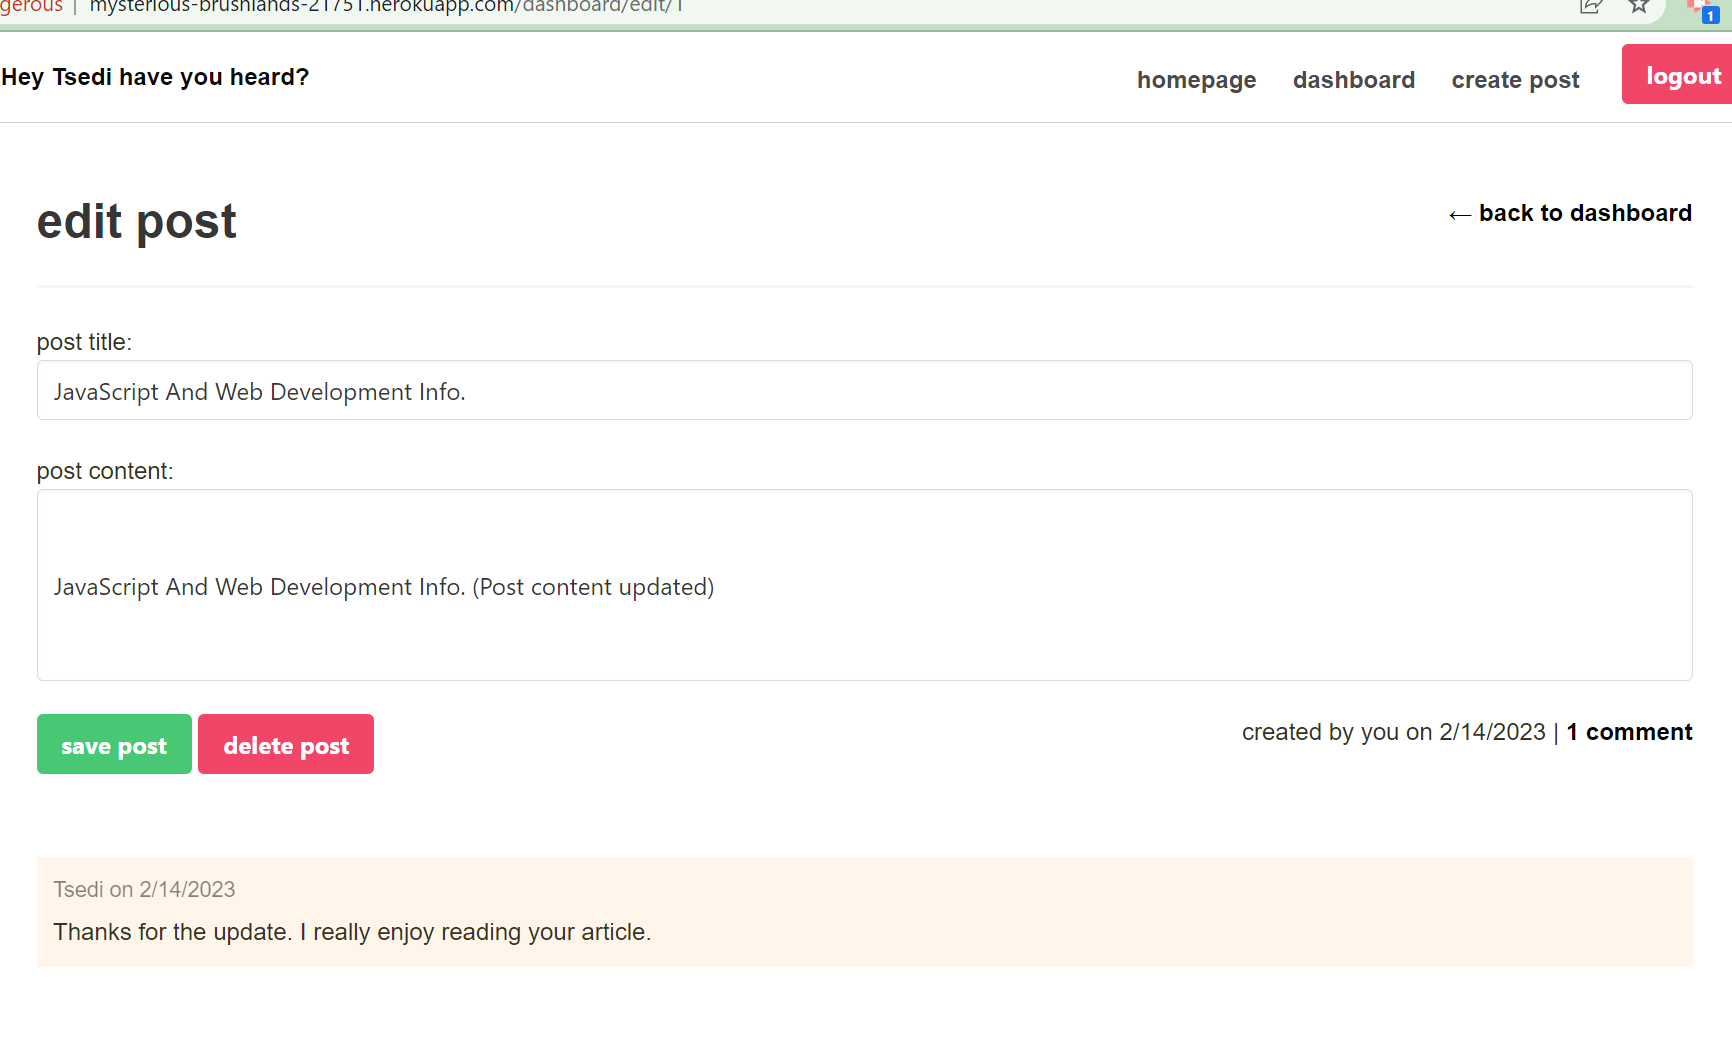 gerous | mysterious-brushlands-21751.herokuapp.com/dashboard/edit/1
1
Hey Tsedi have you heard?
homepage dashboard create post logout
edit post
← back to dashboard
post title:
JavaScript And Web Development Info.
post content:
JavaScript And Web Development Info. (Post content updated)
save post delete post
created by you on 2/14/2023 | 1 comment
Tsedi on 2/14/2023
Thanks for the update. I really enjoy reading your article.